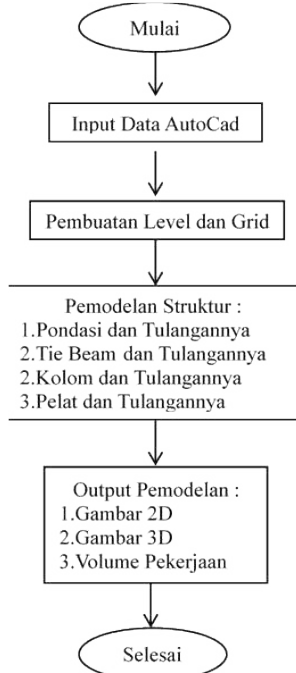 Mulai
Input Data AutoCad
Pembuatan Level dan Grid
Pemodelan Struktur :
1.Pondasi dan Tulangannya
2.Tie Beam dan Tulangannya
2.Kolom dan Tulangannya
3.Pelat dan Tulangannya
Output Pemodelan :
1.Gambar 2D
2.Gambar 3D
3.Volume Pekerjaan
Selesai